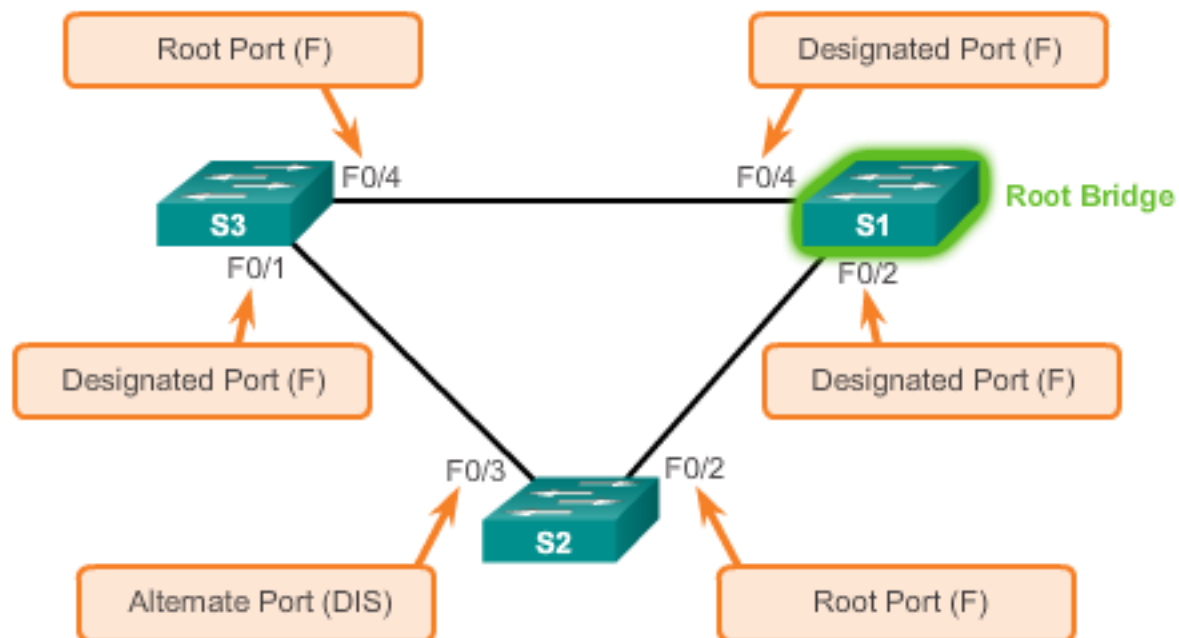 Root Port (F)
Designated Port (F)
F0/4
F0/4
S3
S1
Root Bridge
F0/1
F0/2
Designated Port (F)
Designated Port (F)
F0/3
F0/2
S2
Alternate Port (DIS)
Root Port (F)